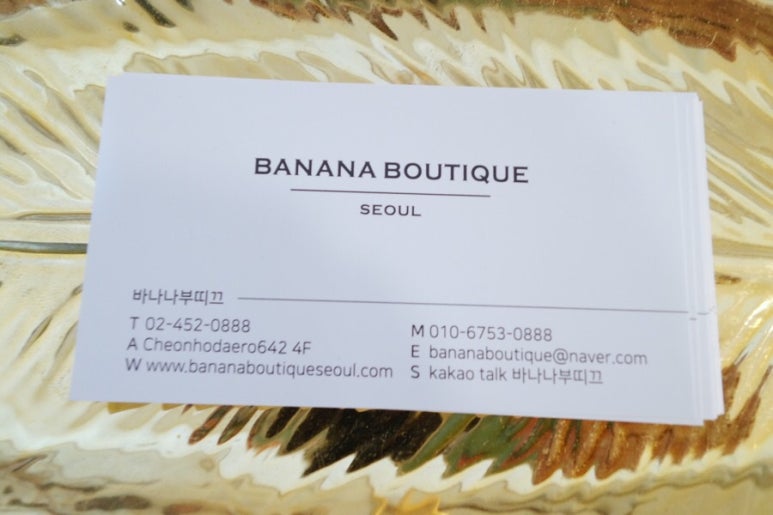 BANANA BOUTIQUE
SEOUL
바나나부띠끄
T 02-452-0888
A Cheonhodaero642 4F
W www.bananaboutiqueseoul.com
M 010-6753-0888
E bananaboutique@naver.com
S kakao talk 바나나부띠끄